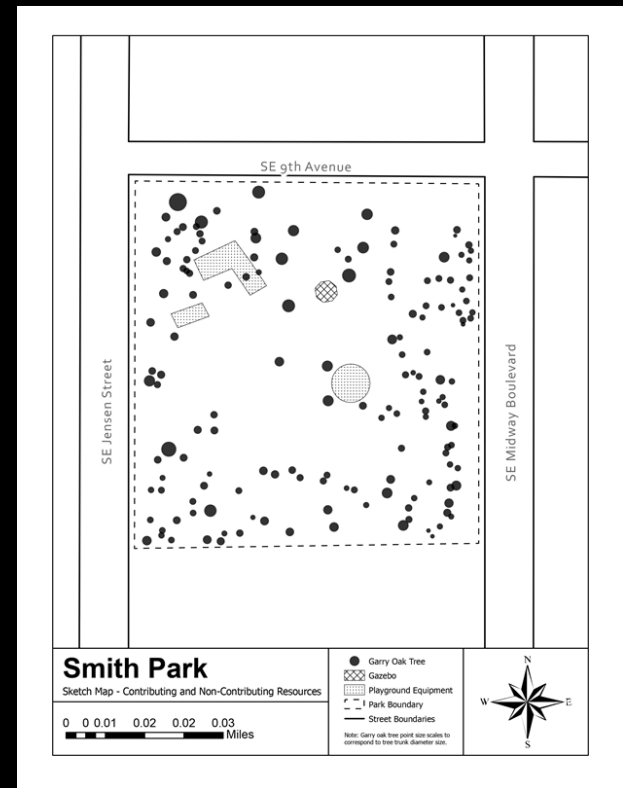 SE 9th Avenue
SE Jensen Street
SE Midway Boulevard
Smith Park
Sketch Map - Contributing and Non-Contributing Resources
0 0 0.01 0.02 0.02 0.03
Miles
Garry Oak Tree
Gazebo
Playground Equipment
Park Boundary
Street Boundaries
Note: Garry oak tree point size scales to
correspond to tree trunk diameter size.
N
W E
S